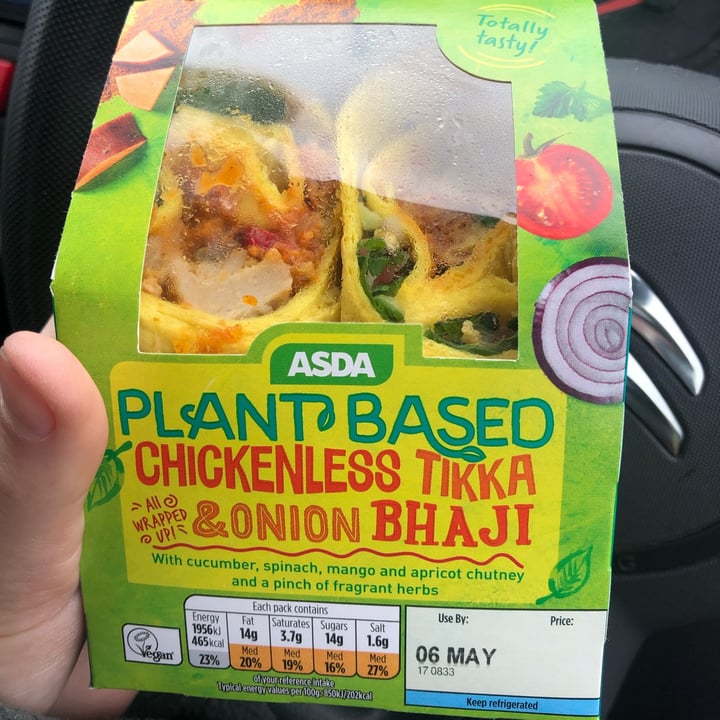 Totally
tasty!
ASDA
PLANT BASED
CHICKENLESS TIKKA
All
WRAPPED
UP!
& ONION BHAJI
With cucumber, spinach, mango and apricot chutney
and a pinch of fragrant herbs
Each pack contains
Energy 1956kJ 465kcal 23%
Fat 14g Med 20%
Saturates 3.7g Med 19%
Sugars 14g Med 16%
Salt 1.6g Med 27%
of your reference intake
Typical energy values per 100g: 850kJ/202kcal
Vegan
Use By: Price:
06 MAY
17 0833
Keep refrigerated